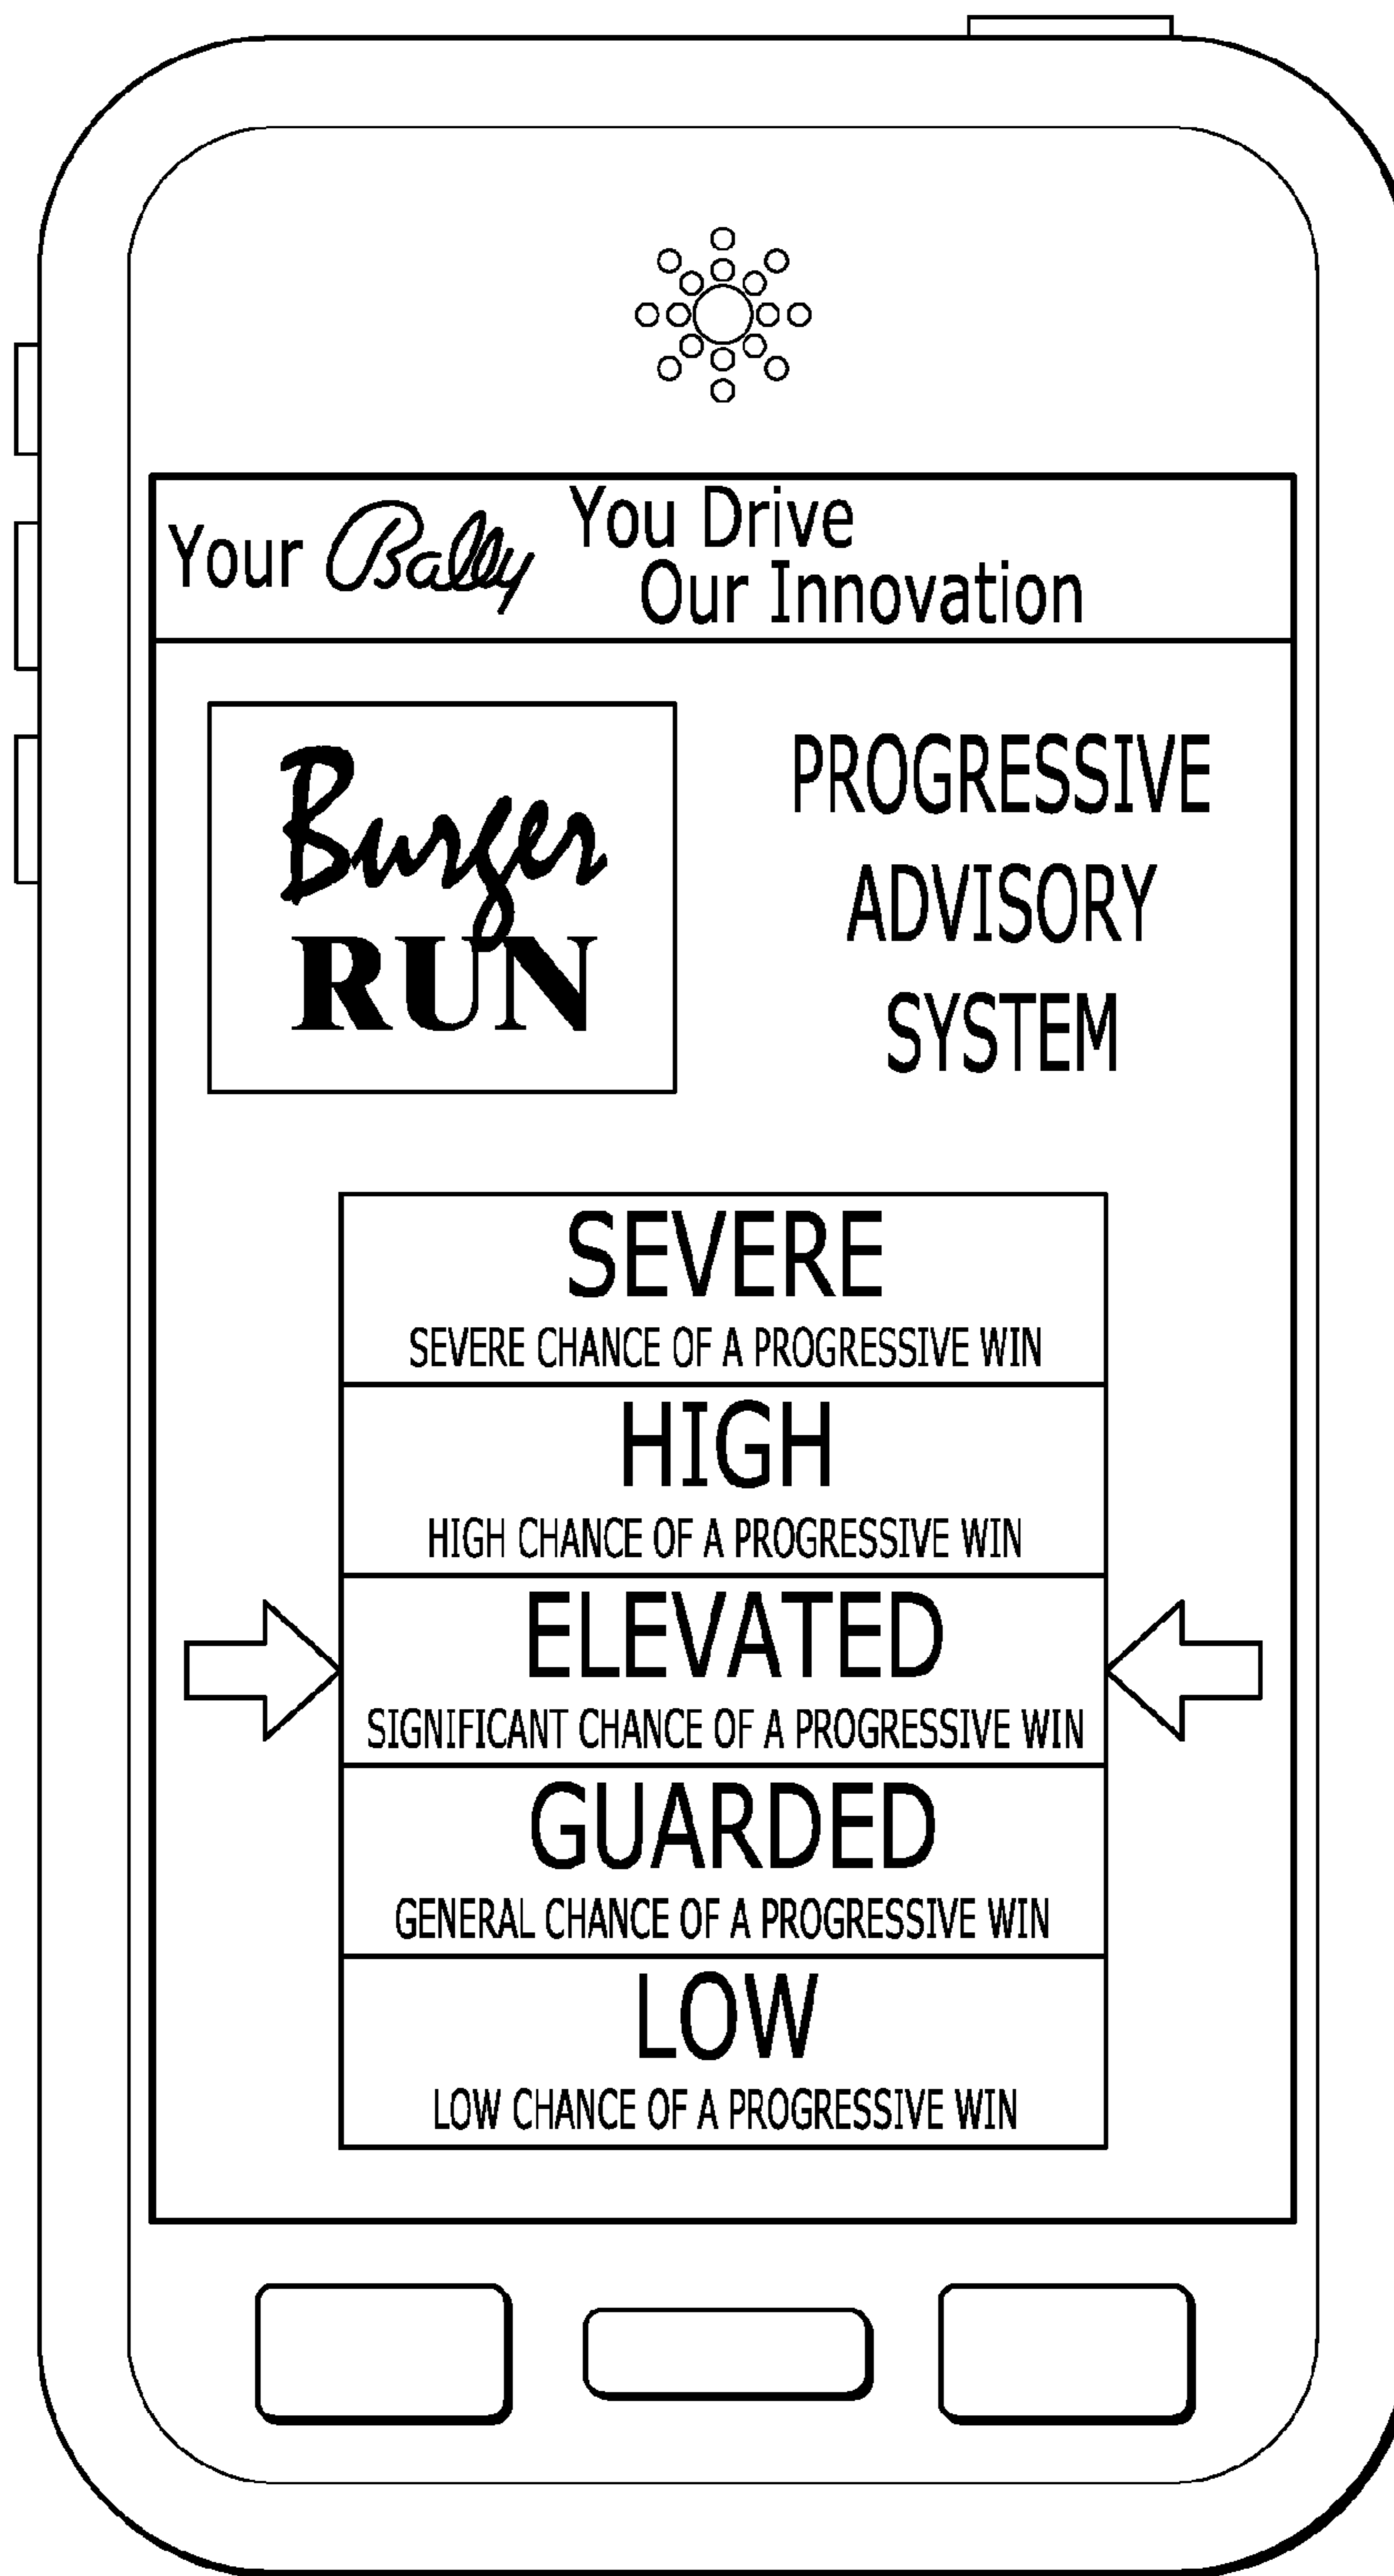 Your Bally You Drive
Our Innovation
Burger
RUN
PROGRESSIVE
ADVISORY
SYSTEM
SEVERE
SEVERE CHANCE OF A PROGRESSIVE WIN
HIGH
HIGH CHANCE OF A PROGRESSIVE WIN
ELEVATED
SIGNIFICANT CHANCE OF A PROGRESSIVE WIN
GUARDED
GENERAL CHANCE OF A PROGRESSIVE WIN
LOW
LOW CHANCE OF A PROGRESSIVE WIN